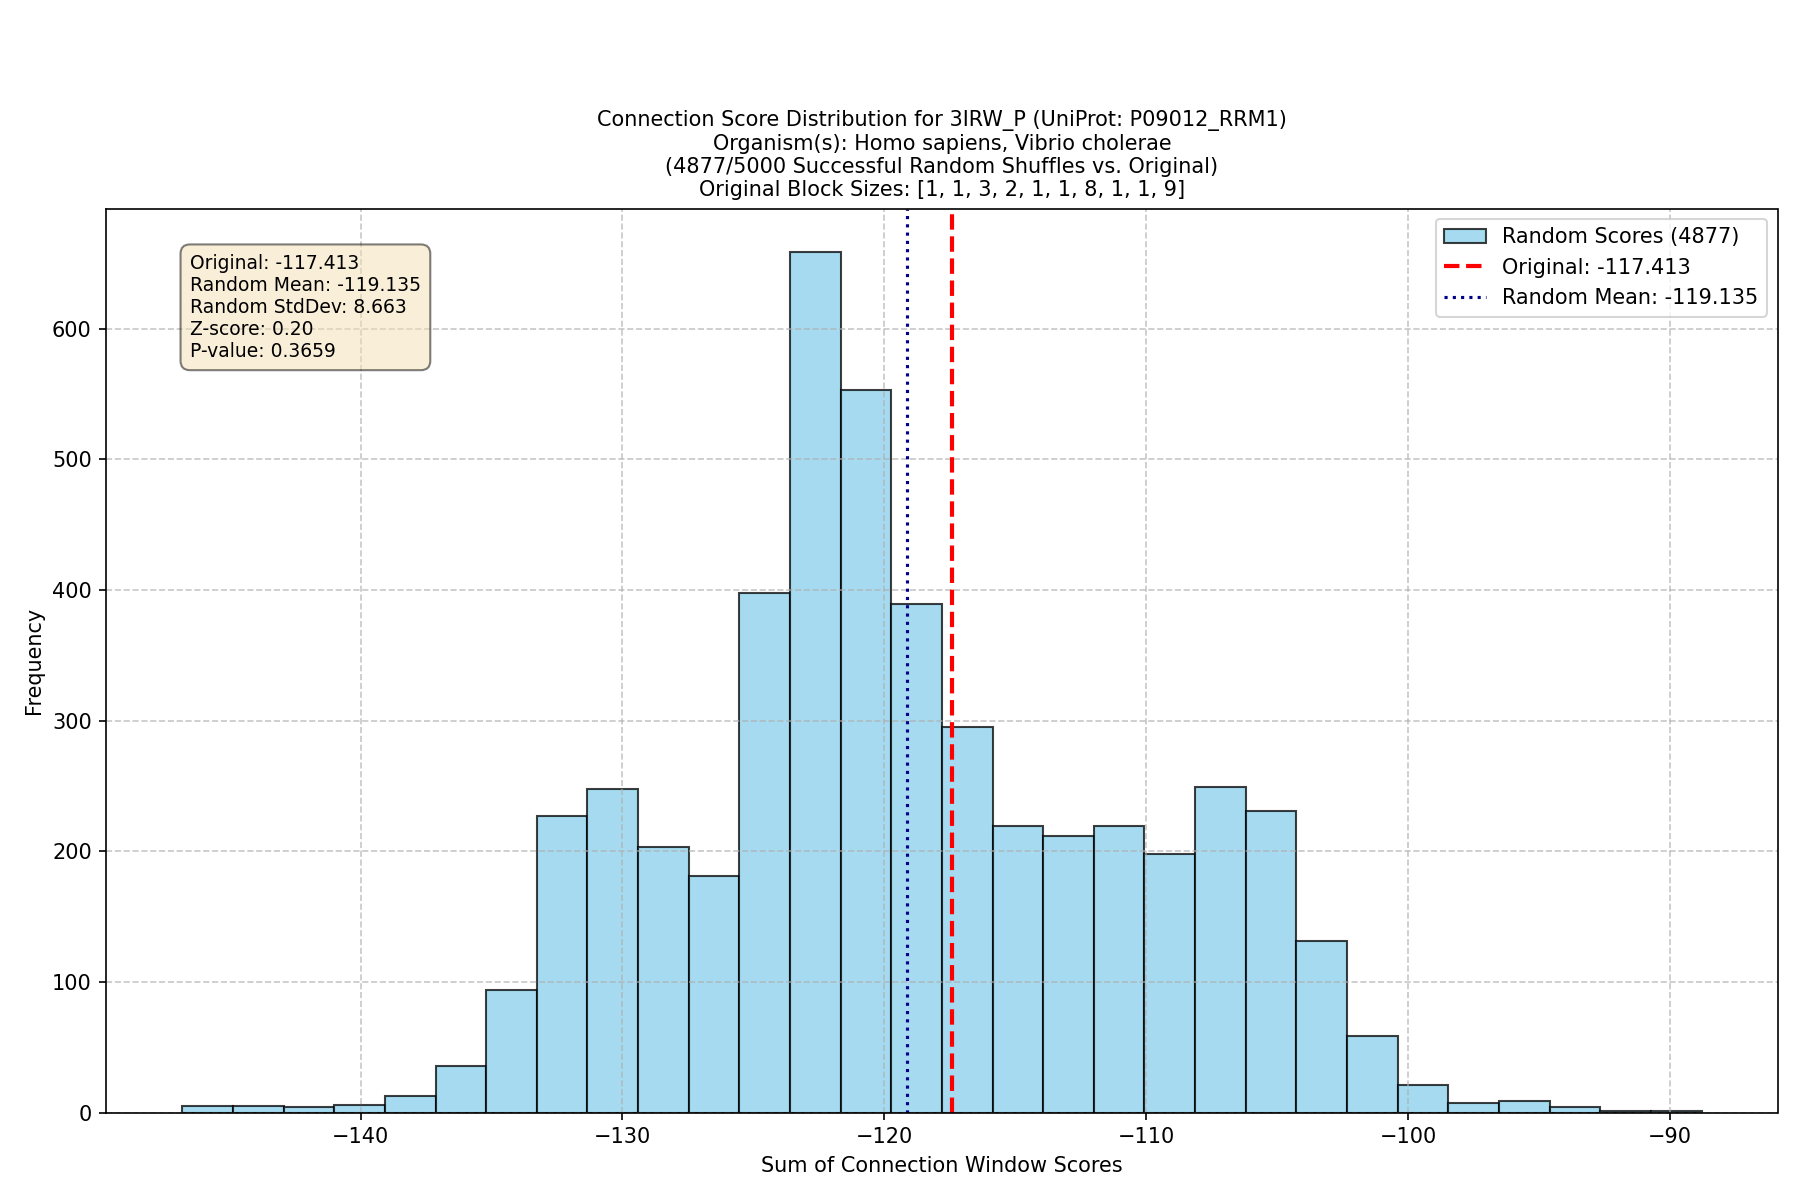 Connection Score Distribution for 3IRW_P (UniProt: P09012_RRM1)
Organism(s): Homo sapiens, Vibrio cholerae
(4877/5000 Successful Random Shuffles vs. Original)
Original Block Sizes: [1, 1, 3, 2, 1, 1, 8, 1, 1, 9]
Original: -117.413
Random Mean: -119.135
Random StdDev: 8.663
Z-score: 0.20
P-value: 0.3659
Random Scores (4877)
Original: -117.413
Random Mean: -119.135
Frequency
600
500
400
300
200
100
0
−140
−130
−120
−110
−100
−90
Sum of Connection Window Scores